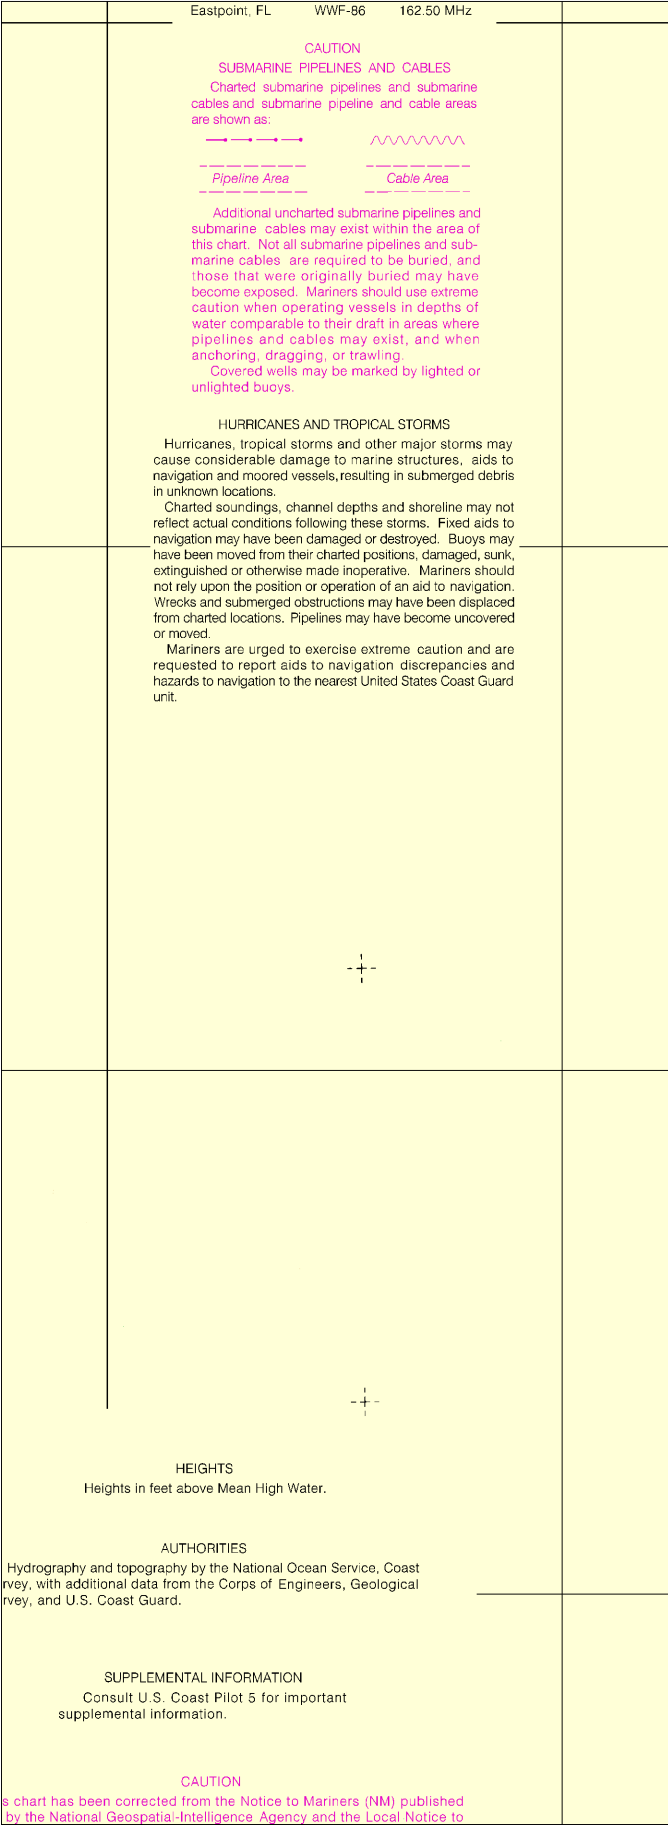 Eastpoint, FL WWF-86 162.50 MHz
CAUTION
SUBMARINE PIPELINES AND CABLES
Charted submarine pipelines and submarine
cables and submarine pipeline and cable areas
are shown as:
Pipeline Area Cable Area
Additional uncharted submarine pipelines and
submarine cables may exist within the area of
this chart. Not all submarine pipelines and sub-
marine cables are required to be buried, and
those that were originally buried may have
become exposed. Mariners should use extreme
caution when operating vessels in depths of
water comparable to their draft in areas where
pipelines and cables may exist, and when
anchoring, dragging, or trawling.
Covered wells may be marked by lighted or
unlighted buoys.
HURRICANES AND TROPICAL STORMS
Hurricanes, tropical storms and other major storms may
cause considerable damage to marine structures, aids to
navigation and moored vessels, resulting in submerged debris
in unknown locations.
Charted soundings, channel depths and shoreline may not
reflect actual conditions following these storms. Fixed aids to
navigation may have been damaged or destroyed. Buoys may
have been moved from their charted positions, damaged, sunk,
extinguished or otherwise made inoperative. Mariners should
not rely upon the position or operation of an aid to navigation.
Wrecks and submerged obstructions may have been displaced
from charted locations. Pipelines may have become uncovered
or moved.
Mariners are urged to exercise extreme caution and are
requested to report aids to navigation discrepancies and
hazards to navigation to the nearest United States Coast Guard
unit.
HEIGHTS
Heights in feet above Mean High Water.
AUTHORITIES
Hydrography and topography by the National Ocean Service, Coast
rvey, with additional data from the Corps of Engineers, Geological
rvey, and U.S. Coast Guard.
SUPPLEMENTAL INFORMATION
Consult U.S. Coast Pilot 5 for important
supplemental information.
CAUTION
s chart has been corrected from the Notice to Mariners (NM) published
by the National Geospatial-Intelligence Agency and the Local Notice to